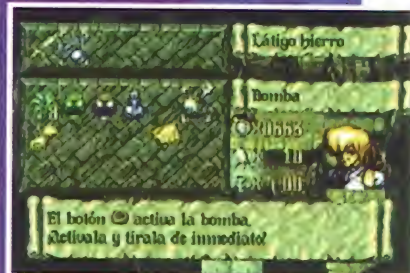 Látigo hierro
Bomba
El botón activa la bomba.
¡Actívala y tírala de inmediato!